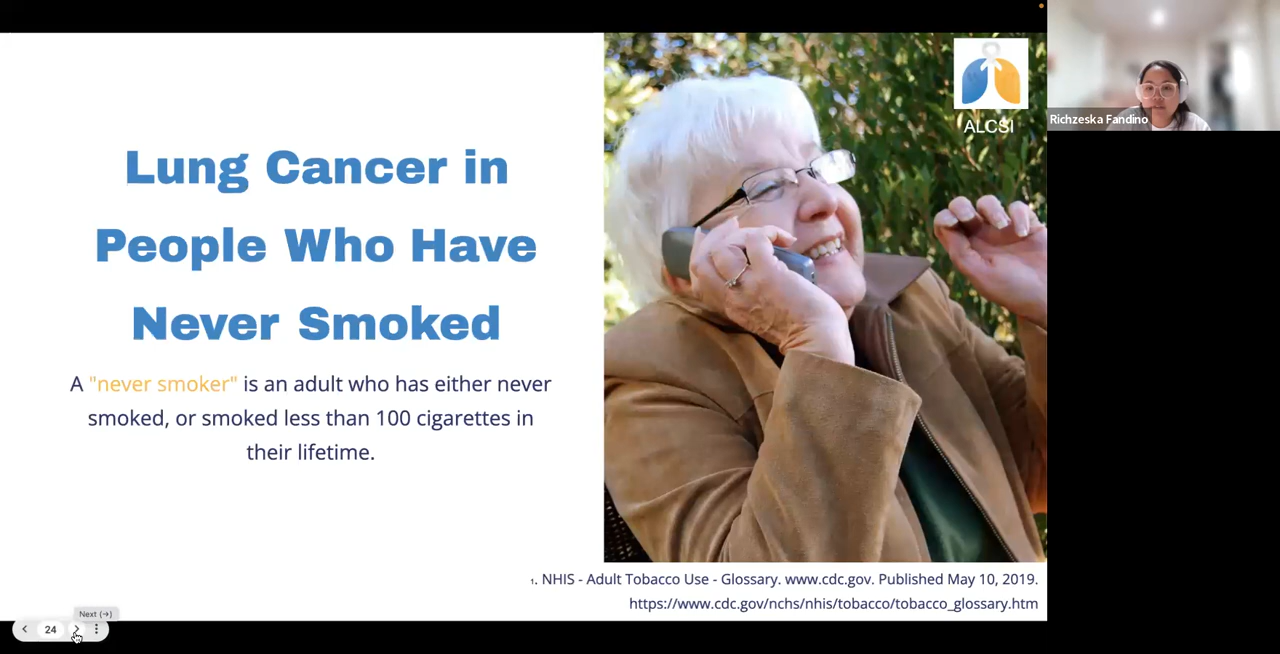 Lung Cancer in
People Who Have
Never Smoked
A "never smoker" is an adult who has either never
smoked, or smoked less than 100 cigarettes in
their lifetime.
ALCSI
Richzeska Fandino
1. NHIS - Adult Tobacco Use - Glossary. www.cdc.gov. Published May 10, 2019.
https://www.cdc.gov/nchs/nhis/tobacco/tobacco_glossary.htm
Next (→)
24